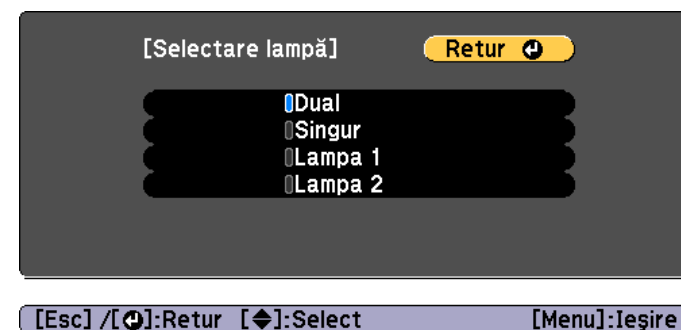 [Selectare lampă] Retur
Dual
Singur
Lampa 1
Lampa 2
[Esc] /[⏎]:Retur [◆]:Select [Menu]:Ieşire